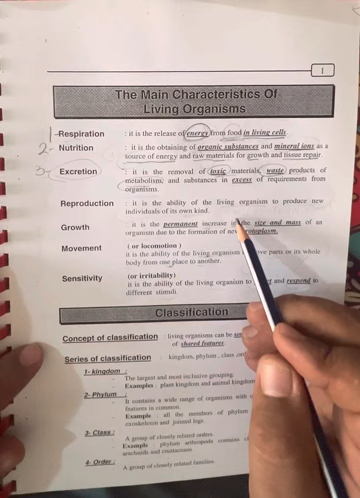 1
The Main Characteristics Of
Living Organisms
1- Respiration : it is the release of energy from food in living cells
2- Nutrition : it is the obtaining of organic substances and mineral ions as a
source of energy and raw materials for growth and tissue repair.
3- Excretion : it is the removal of toxic materials, waste products of
metabolism, and substances in excess of requirements from
organisms.
Reproduction : it is the ability of the living organism to produce new
individuals of its own kind.
Growth : it is the permanent increase in the size and mass of an
organism due to the formation of new protoplasm.
Movement ( or locomotion )
it is the ability of the living organism parts or its whole
body from one place to another.
Sensitivity (or irritability)
it is the ability of the living organism to and respond to
different stimuli.
Classification
Concept of classification : living organisms can be
of shared features.
Series of classification : kingdom, phylum, class
1- kingdom :
- The largest and most inclusive grouping.
- Examples : plant kingdom and animal kingdom
2- Phylum :
- It contains a wide range of organisms with
features in common.
- Example : all the members of phylum
exoskeleton and jointed legs.
3- Class :
- A group of closely related orders.
Example : phylum arthropoda contains
arachnids and crustaceans
4- Order :
- A group of closely related families.